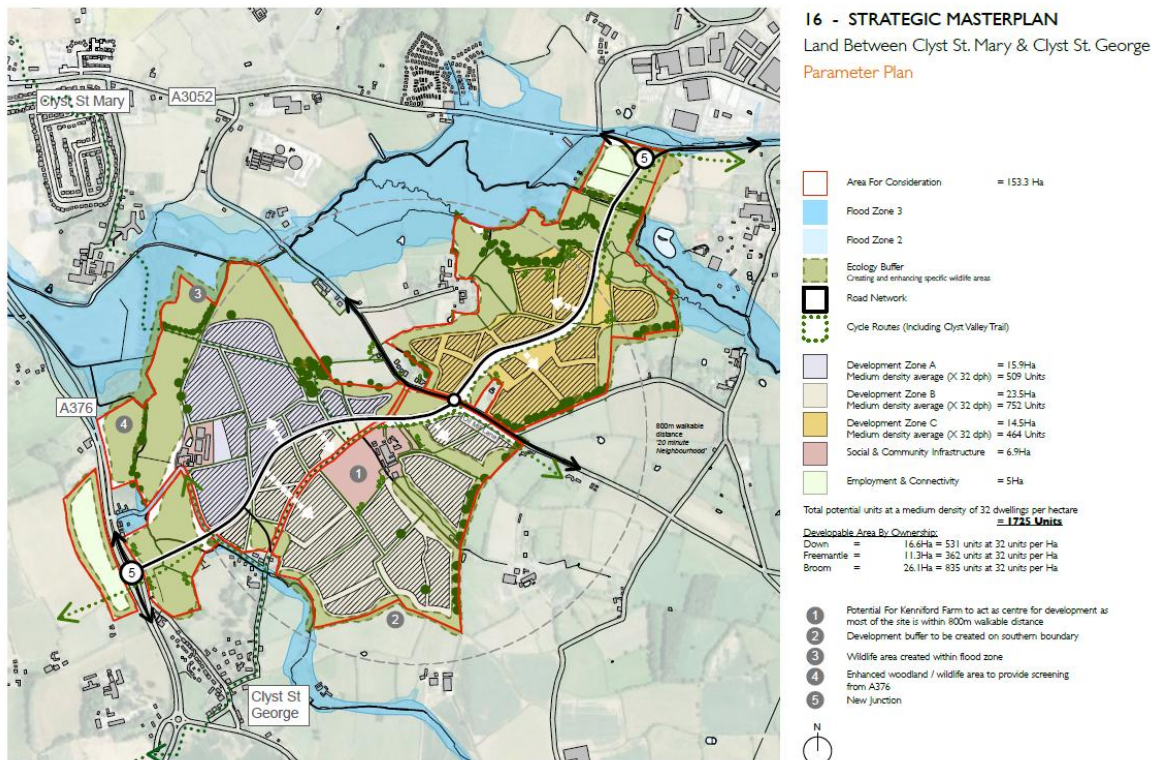 16 - STRATEGIC MASTERPLAN
Land Between Clyst St. Mary & Clyst St. George
Parameter Plan
Clyst St Mary
A3052
5
3
A376
4
1
800m walkable
distance
'20 minute
Neighbourhood'
5
2
Clyst St
George
Area For Consideration = 153.3 Ha
Flood Zone 3
Flood Zone 2
Ecology Buffer
Creating and enhancing specific wildlife areas
Road Network
Cycle Routes (Including Clyst Valley Trail)
Development Zone A = 15.9Ha
Medium density average (X 32 dph) = 509 Units
Development Zone B = 23.5Ha
Medium density average (X 32 dph) = 752 Units
Development Zone C = 14.5Ha
Medium density average (X 32 dph) = 464 Units
Social & Community Infrastructure = 6.9Ha
Employment & Connectivity = 5Ha
Total potential units at a medium density of 32 dwellings per hectare
= 1725 Units
Developable Area By Ownership:
Down = 16.6Ha = 531 units at 32 units per Ha
Freemantle = 11.3Ha = 362 units at 32 units per Ha
Broom = 26.1Ha = 835 units at 32 units per Ha
1 Potential For Kenniford Farm to act as centre for development as
most of the site is within 800m walkable distance
2 Development buffer to be created on southern boundary
3 Wildlife area created within flood zone
4 Enhanced woodland / wildlife area to provide screening
from A376
5 New Junction
N